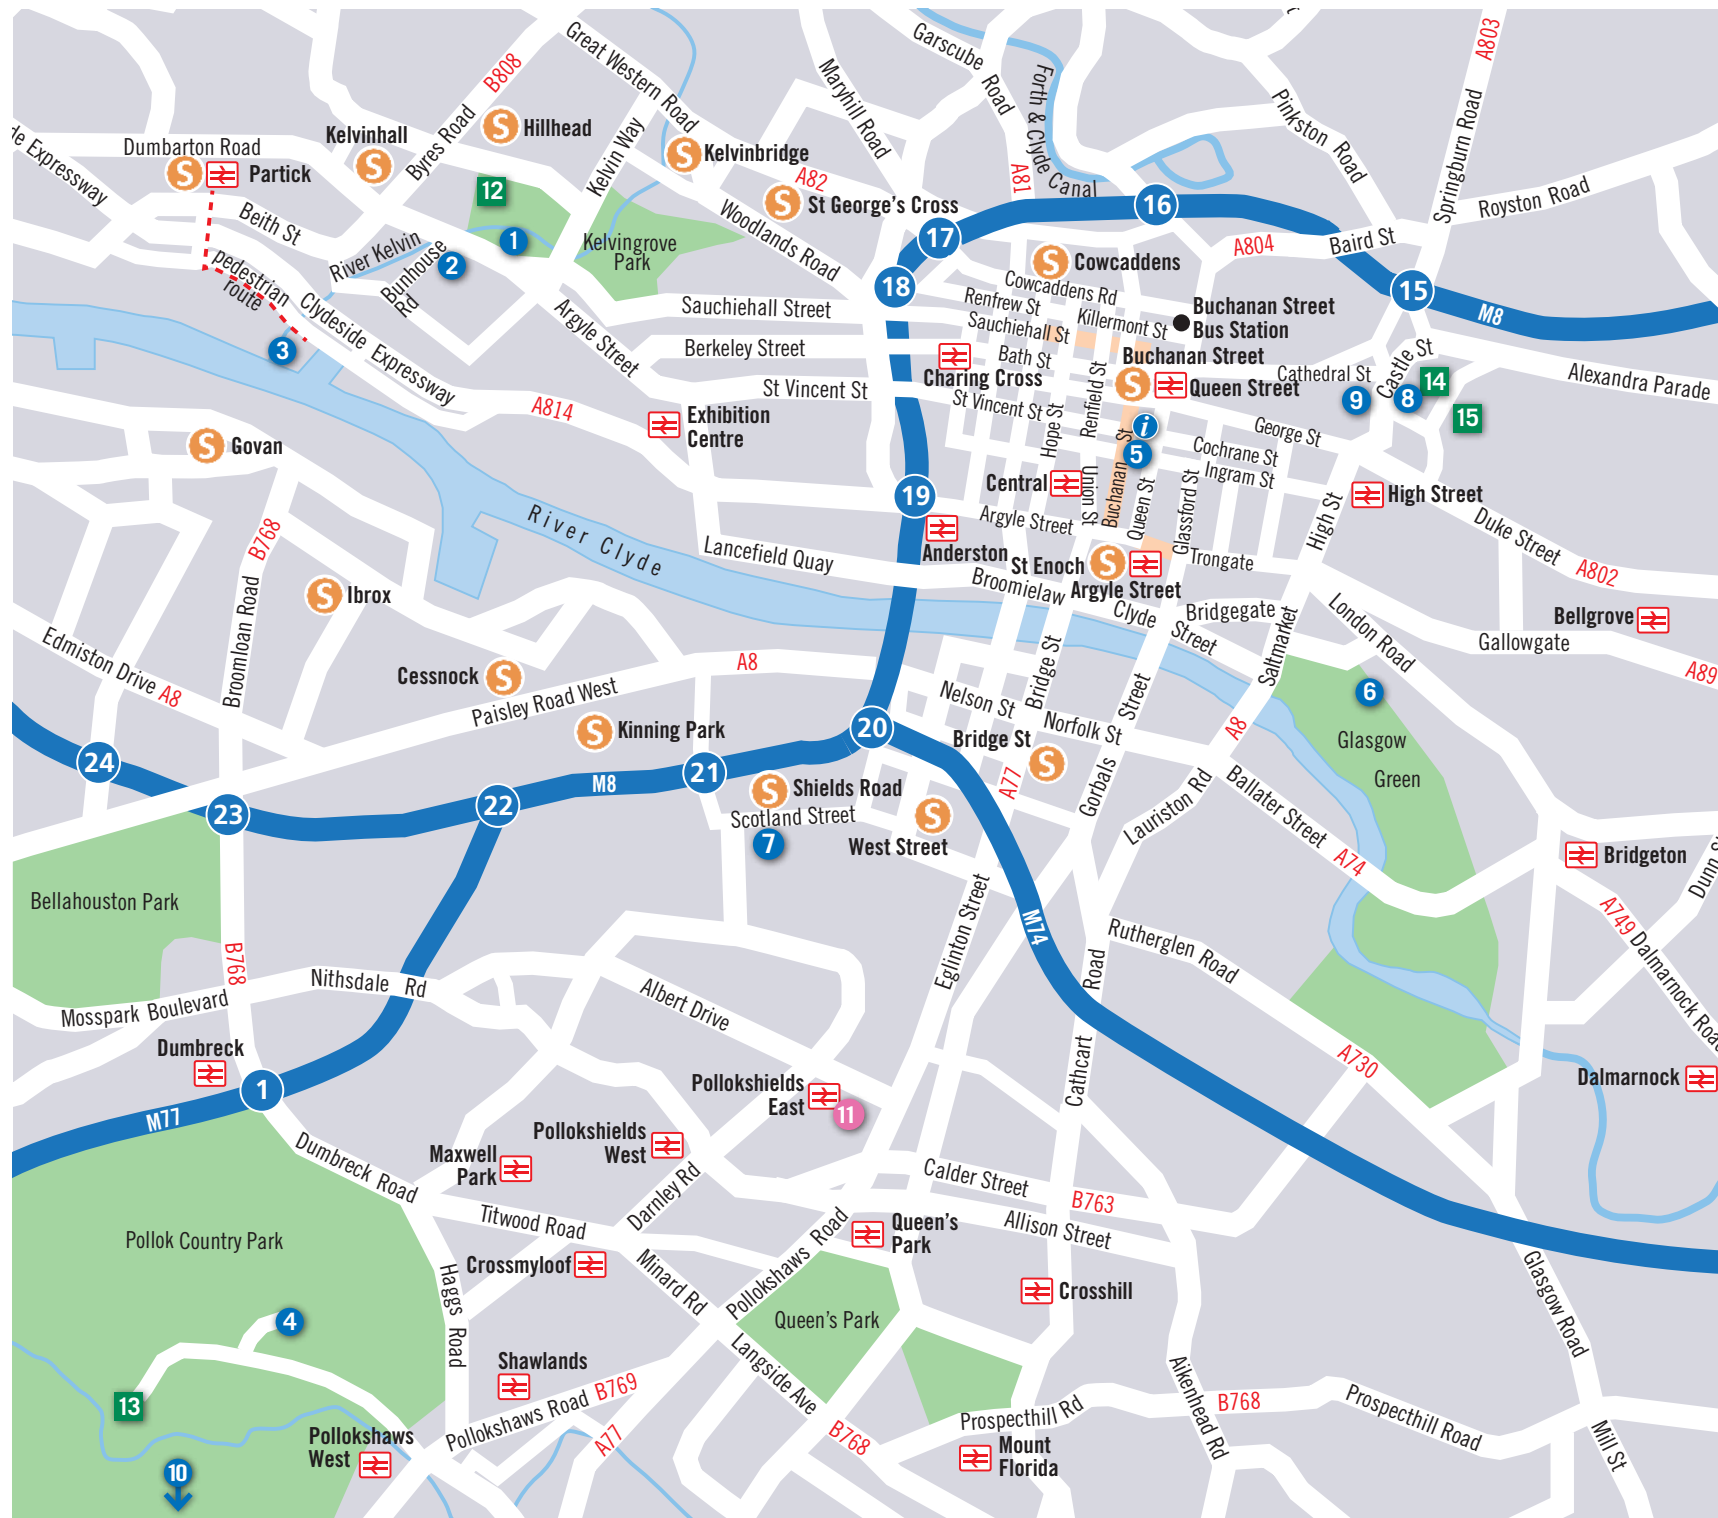 A803
B808
Great Western Road
Garscube
Road
Maryhill Road
Forth & Clyde Canal
Pinkston Road
Springburn Road
Royston Road
de Expressway
Dumbarton Road
S
Partick
Kelvinhall
S
Byres Road
S
Hillhead
Kelvin Way
S
Kelvinbridge
A82
A81
S
St George's Cross
12
1
Kelvingrove
Park
Woodlands Road
Beith St
River Kelvin
2
Bunhouse
Rd
pedestrian
route
Clydeside Expressway
3
Argyle Street
17
16
18
15
M8
A804
Baird St
S
Cowcaddens
Cowcaddens Rd
Renfrew St
Sauchiehall St
Killermont St
Buchanan Street
Bus Station
Sauchiehall Street
Berkeley Street
St Vincent St
Charing Cross
Bath St
St Vincent St
Hope St
Renfield St
Buchanan Street
S
Queen Street
Cathedral St
Castle St
14
9
8
15
Alexandra Parade
A814
Exhibition
Centre
i
5
George St
Cochrane St
Ingram St
S
Govan
B768
19
Central
Union St
Buchanan St
Queen St
Glassford St
High St
High Street
Duke Street
A802
River Clyde
Lancefield Quay
Anderston
Argyle Street
St Enoch
S
Argyle Street
Trongate
Broomielaw
Clyde Street
Bridgegate
London Road
Bellgrove
Gallowgate
A89
S
Ibrox
Broomloan Road
Edmiston Drive
A8
Cessnock
S
A8
Paisley Road West
S
Kinning Park
Saltmarket
6
Glasgow
Green
Nelson St
Bridge St
Norfolk St
Gorbals Street
A8
Bridge St
S
A77
Lauriston Rd
Ballater Street
A74
24
23
22
M8
21
20
S
Shields Road
Scotland Street
7
S
West Street
Bridgeton
Dunn S
A749
Dalmarnock Road
Bellahouston Park
B768
Eglinton Street
M74
Rutherglen Road
Cathcart Road
A730
Dalmarnock
Mosspark Boulevard
Nithsdale Rd
Albert Drive
Dumbreck
1
M77
Pollokshields
East
11
Pollokshields
West
Maxwell
Park
Dumbreck Road
Darnley Rd
Titwood Road
Calder Street
B763
Allison Street
Pollok Country Park
Crossmyloof
Minard Rd
Pollokshaws Road
Queen's
Park
Crosshill
Queen's Park
Haggs Road
4
Glasgow Road
Shawlands
Langside Ave
Aikenhead Rd
13
Pollokshaws Road
B769
A77
B768
Prospecthill Rd
B768
Prospecthill Road
Mill St
Pollokshaws
West
Mount
Florida
10